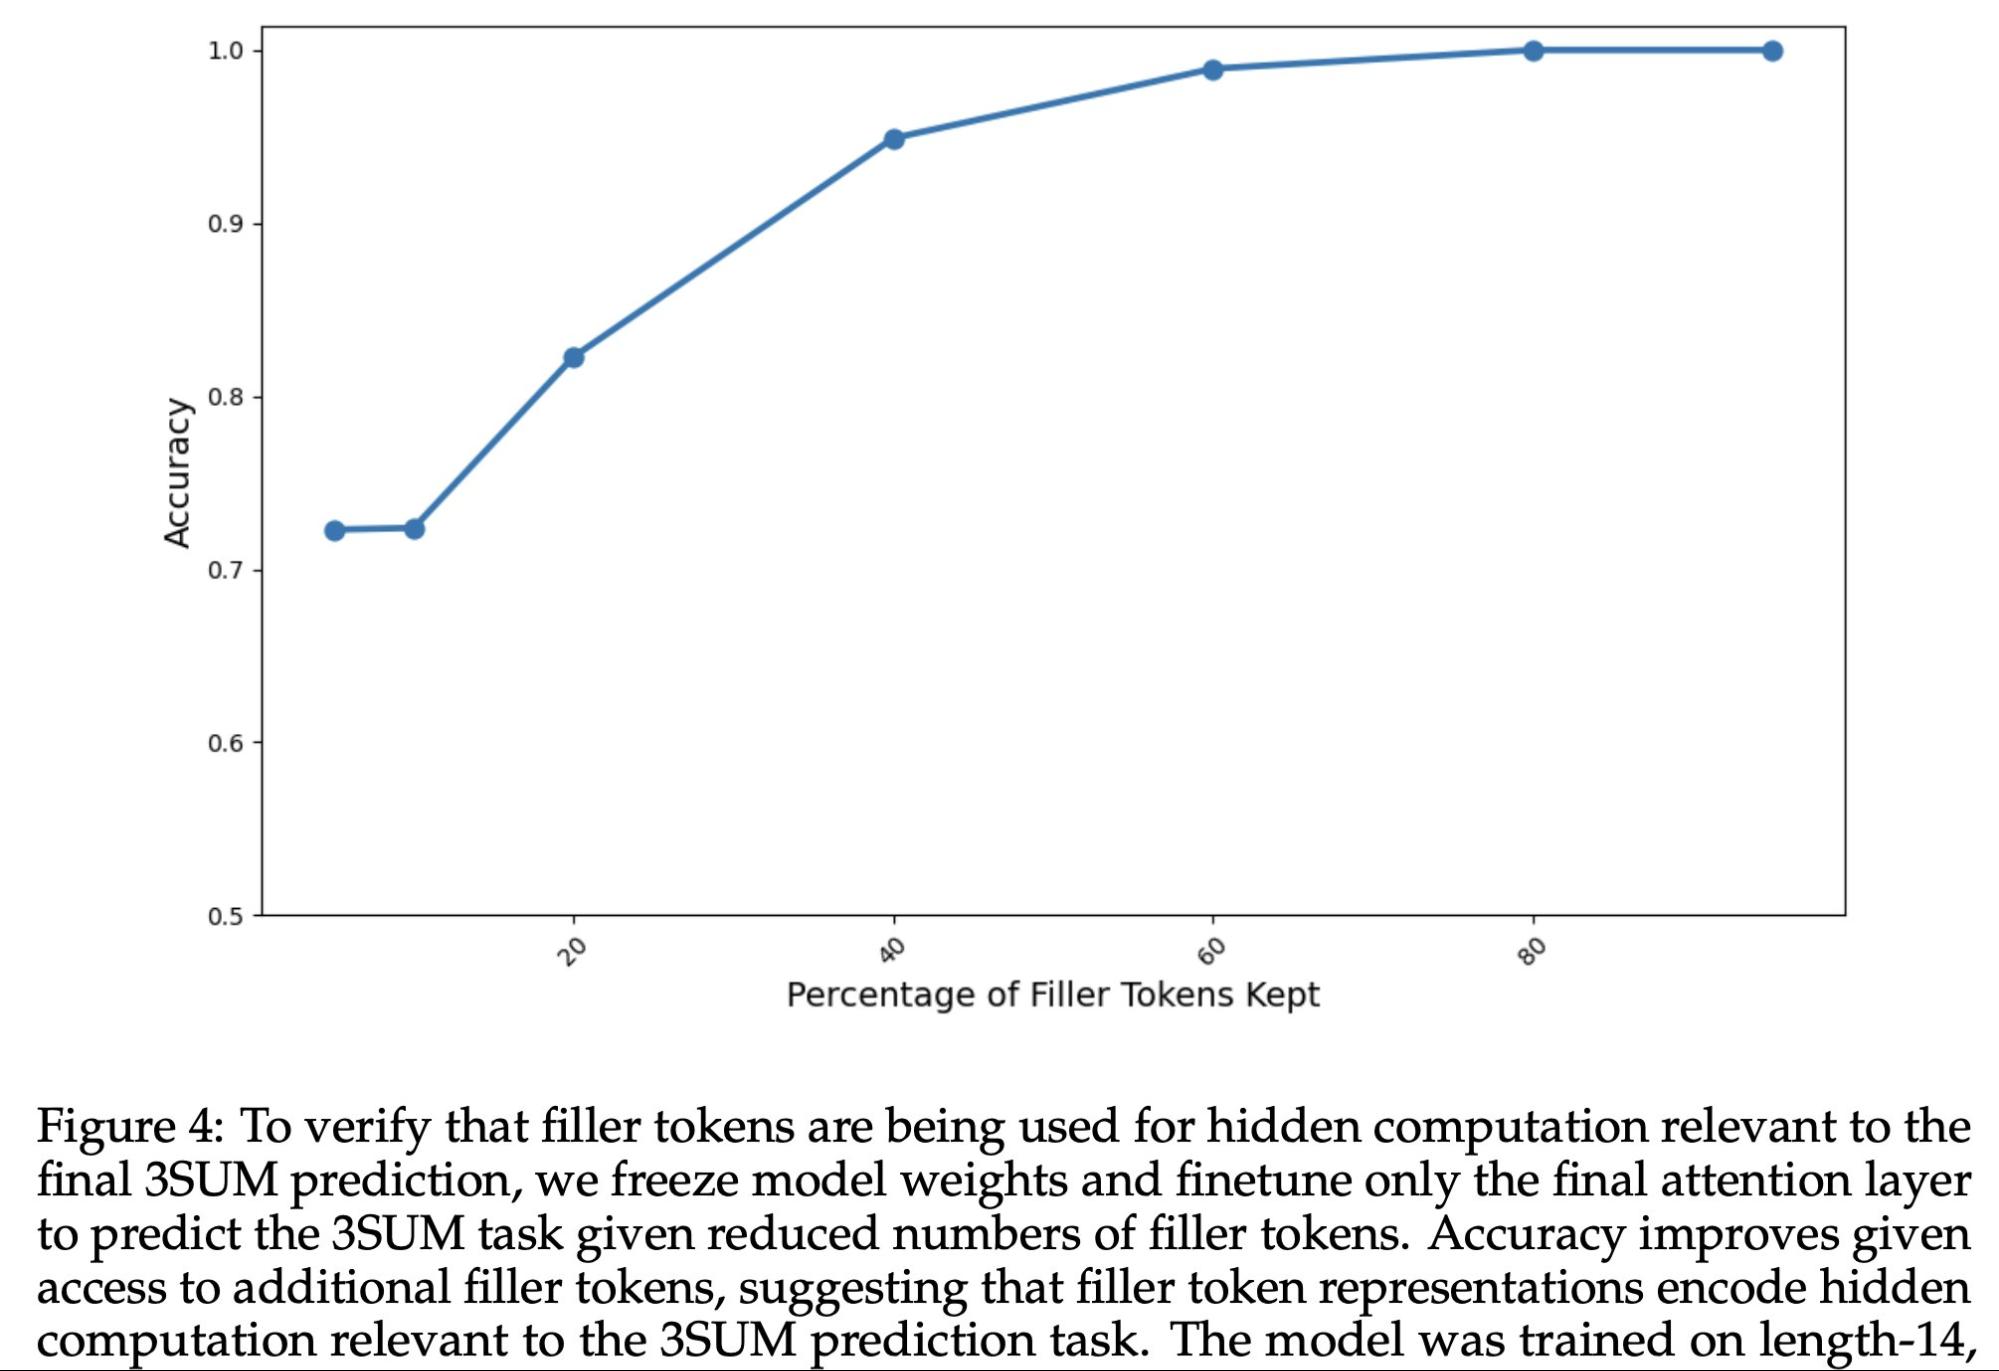 1.0
0.9
0.8
0.7
0.6
0.5
Accuracy
20
40
60
80
Percentage of Filler Tokens Kept
Figure 4: To verify that filler tokens are being used for hidden computation relevant to the
final 3SUM prediction, we freeze model weights and finetune only the final attention layer
to predict the 3SUM task given reduced numbers of filler tokens. Accuracy improves given
access to additional filler tokens, suggesting that filler token representations encode hidden
computation relevant to the 3SUM prediction task. The model was trained on length-14,